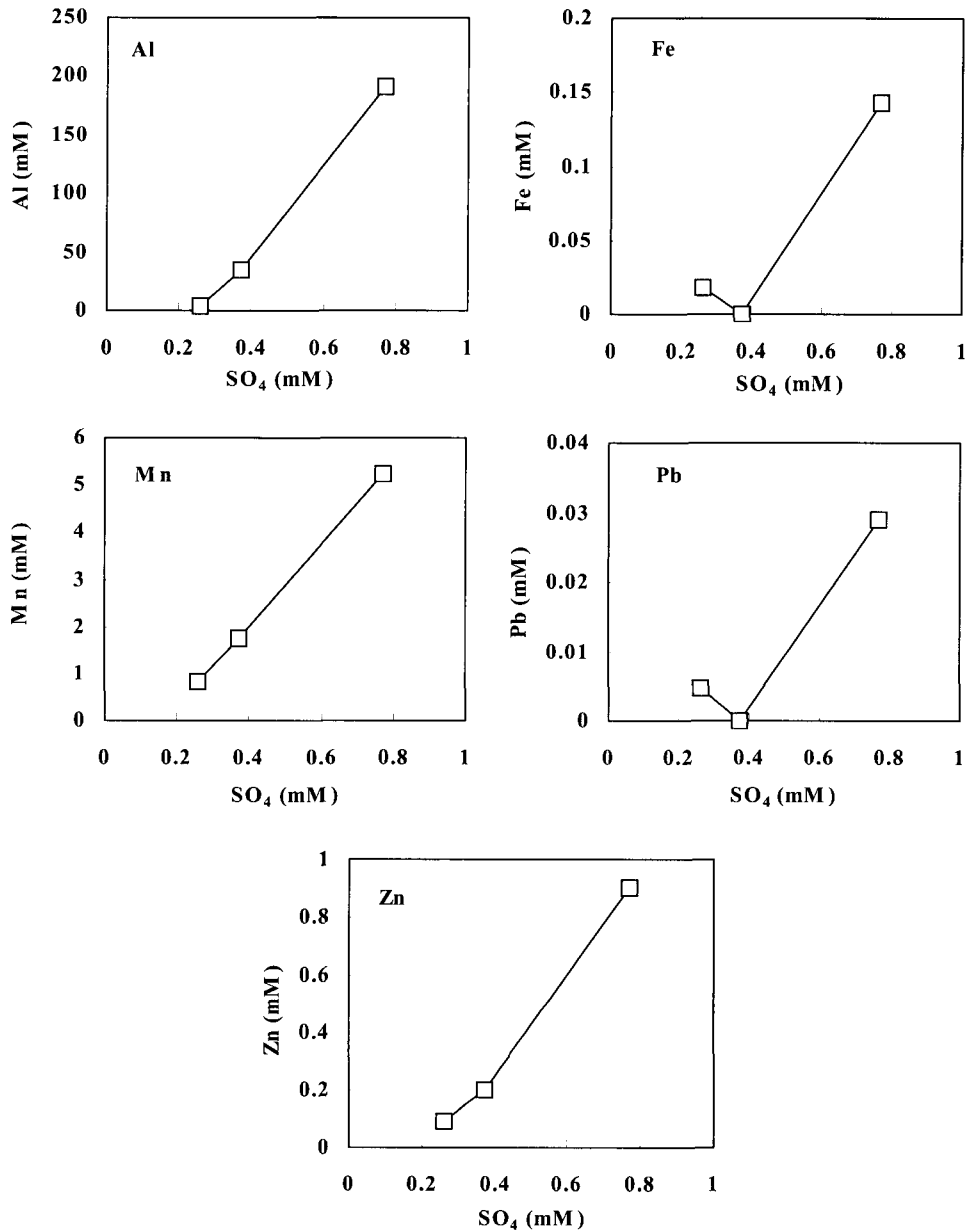 250
Al
200
150
100
50
0
Al (mM)
0 0.2 0.4 0.6 0.8 1
SO4 (mM)
0.2
Fe
0.15
0.1
0.05
0
Fe (mM)
0 0.2 0.4 0.6 0.8 1
SO4 (mM)
6
Mn
5
4
3
2
1
0
Mn (mM)
0 0.2 0.4 0.6 0.8 1
SO4 (mM)
0.04
Pb
0.03
0.02
0.01
0
Pb (mM)
0 0.2 0.4 0.6 0.8 1
SO4 (mM)
1
Zn
0.8
0.6
0.4
0.2
0
Zn (mM)
0 0.2 0.4 0.6 0.8 1
SO4 (mM)